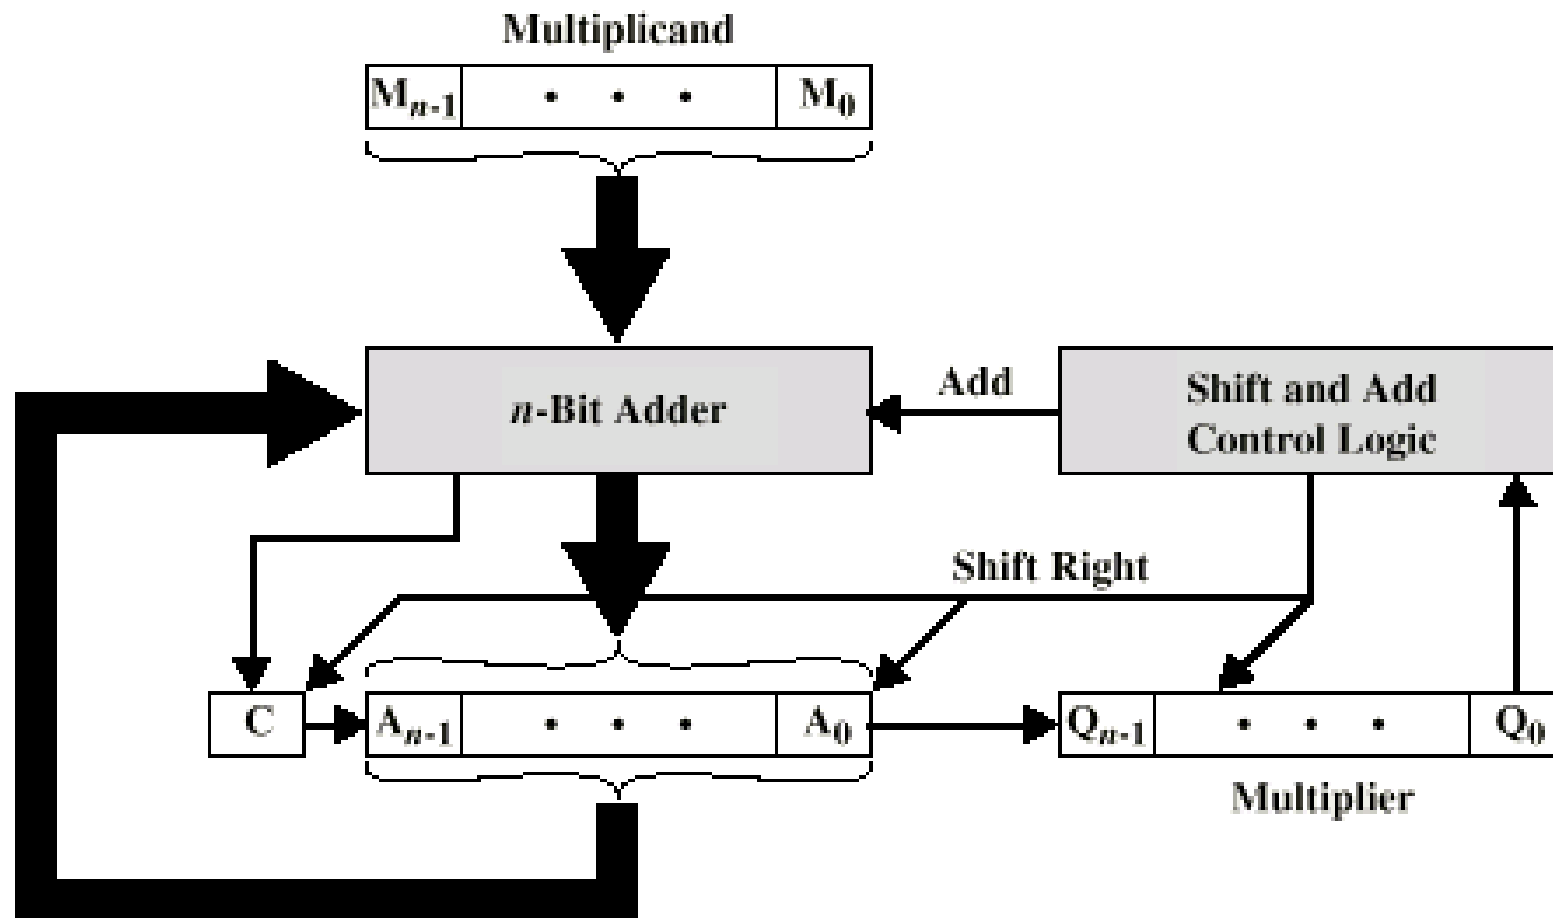 Multiplicand
Mn-1 • • • M0
n-Bit Adder
Add
Shift and Add
Control Logic
Shift Right
C
An-1 • • • A0
Qn-1 • • • Q0
Multiplier